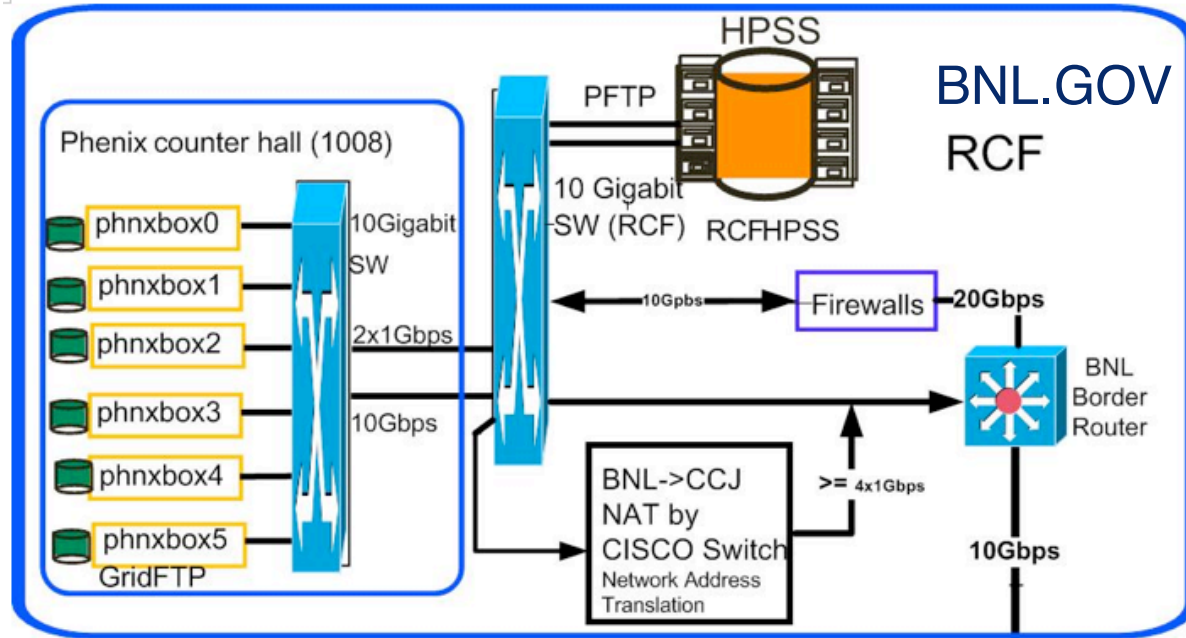 HPSS
BNL.GOV
RCF
PFTP
Phenix counter hall (1008)
10 Gigabit
SW (RCF)
RCFHPSS
phnxbox0
10Gigabit
SW
phnxbox1
phnxbox2
2x1Gbps
phnxbox3
10Gbps
phnxbox4
phnxbox5
GridFTP
10Gpbs
Firewalls
20Gbps
BNL
Border
Router
BNL->CCJ
NAT by
CISCO Switch
Network Address
Translation
>= 4x1Gbps
10Gbps